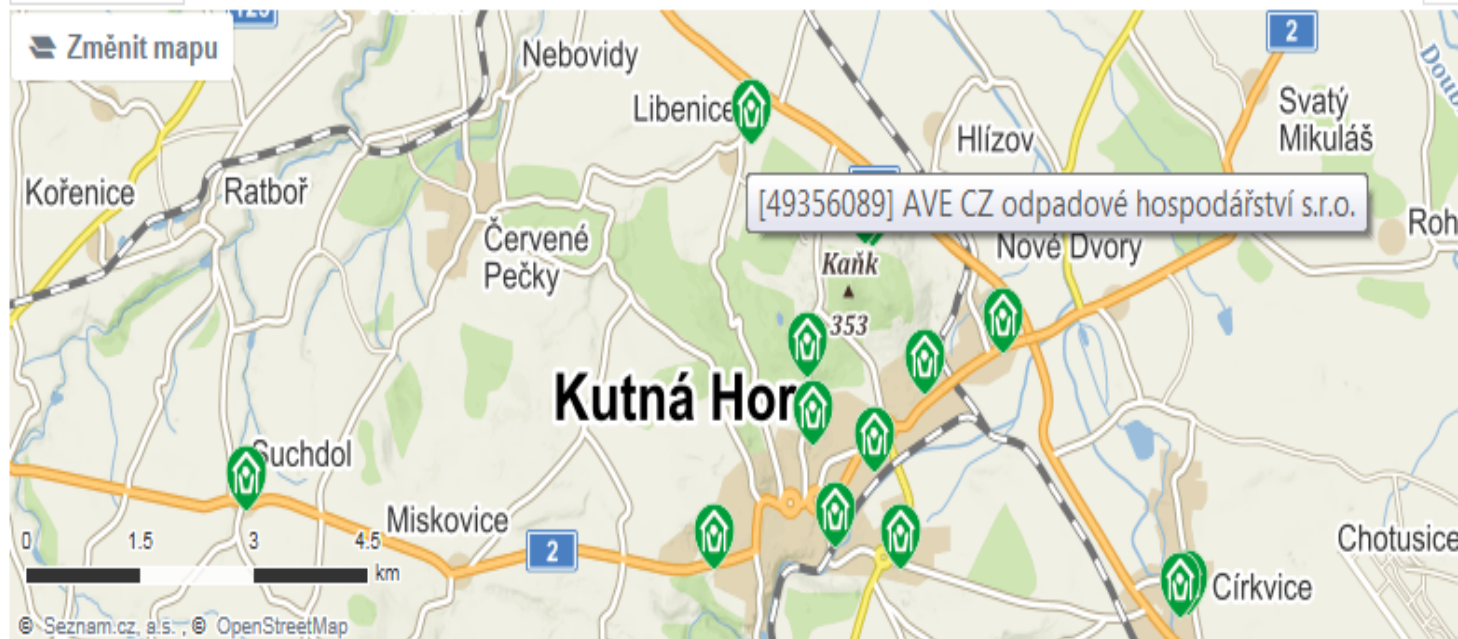 125
Změnit mapu
2
Nebovidy
Doub
Libenice
Svatý
Mikuláš
Hlízov
Kořenice
Ratboř
[49356089] AVE CZ odpadové hospodářství s.r.o.
Roh
Červené
Pečky
Nové Dvory
Kaňk
353
Kutná Hor
Suchdol
Miskovice
2
Chotusice
0 1.5 3 4.5
km
Církvice
© Seznam.cz, a.s. , © OpenStreetMap